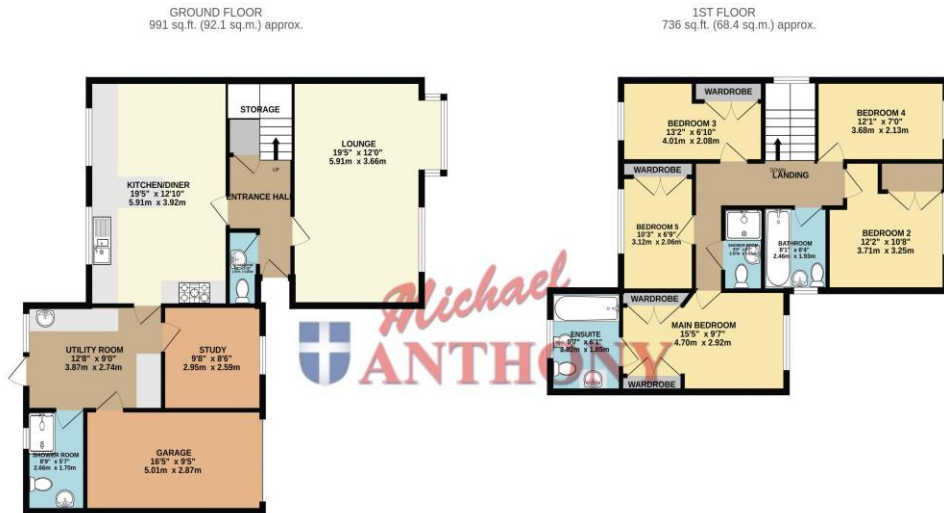 GROUND FLOOR
991 sq.ft. (92.1 sq.m.) approx.
1ST FLOOR
736 sq.ft. (68.4 sq.m.) approx.
STORAGE
UP
LOUNGE
19'5" x 12'0"
5.91m x 3.66m
KITCHEN/DINER
19'5" x 12'10"
5.91m x 3.92m
ENTRANCE HALL
UTILITY ROOM
12'8" x 9'0"
3.87m x 2.74m
STUDY
9'8" x 8'6"
2.95m x 2.59m
SHOWER ROOM
8'9" x 5'7"
2.66m x 1.70m
GARAGE
16'5" x 9'5"
5.01m x 2.87m
WARDROBE
BEDROOM 3
13'2" x 6'10"
4.01m x 2.08m
BEDROOM 4
12'1" x 7'0"
3.68m x 2.13m
DOWN
LANDING
WARDROBE
BEDROOM 5
10'3" x 6'9"
3.12m x 2.06m
SHOWER ROOM
BATHROOM
8'1" x 6'4"
2.46m x 1.93m
BEDROOM 2
12'2" x 10'8"
3.71m x 3.25m
WARDROBE
MAIN BEDROOM
15'5" x 9'7"
4.70m x 2.92m
ENSUITE
9'7" x 6'1"
2.92m x 1.85m
WARDROBE
Michael
ANTHONY